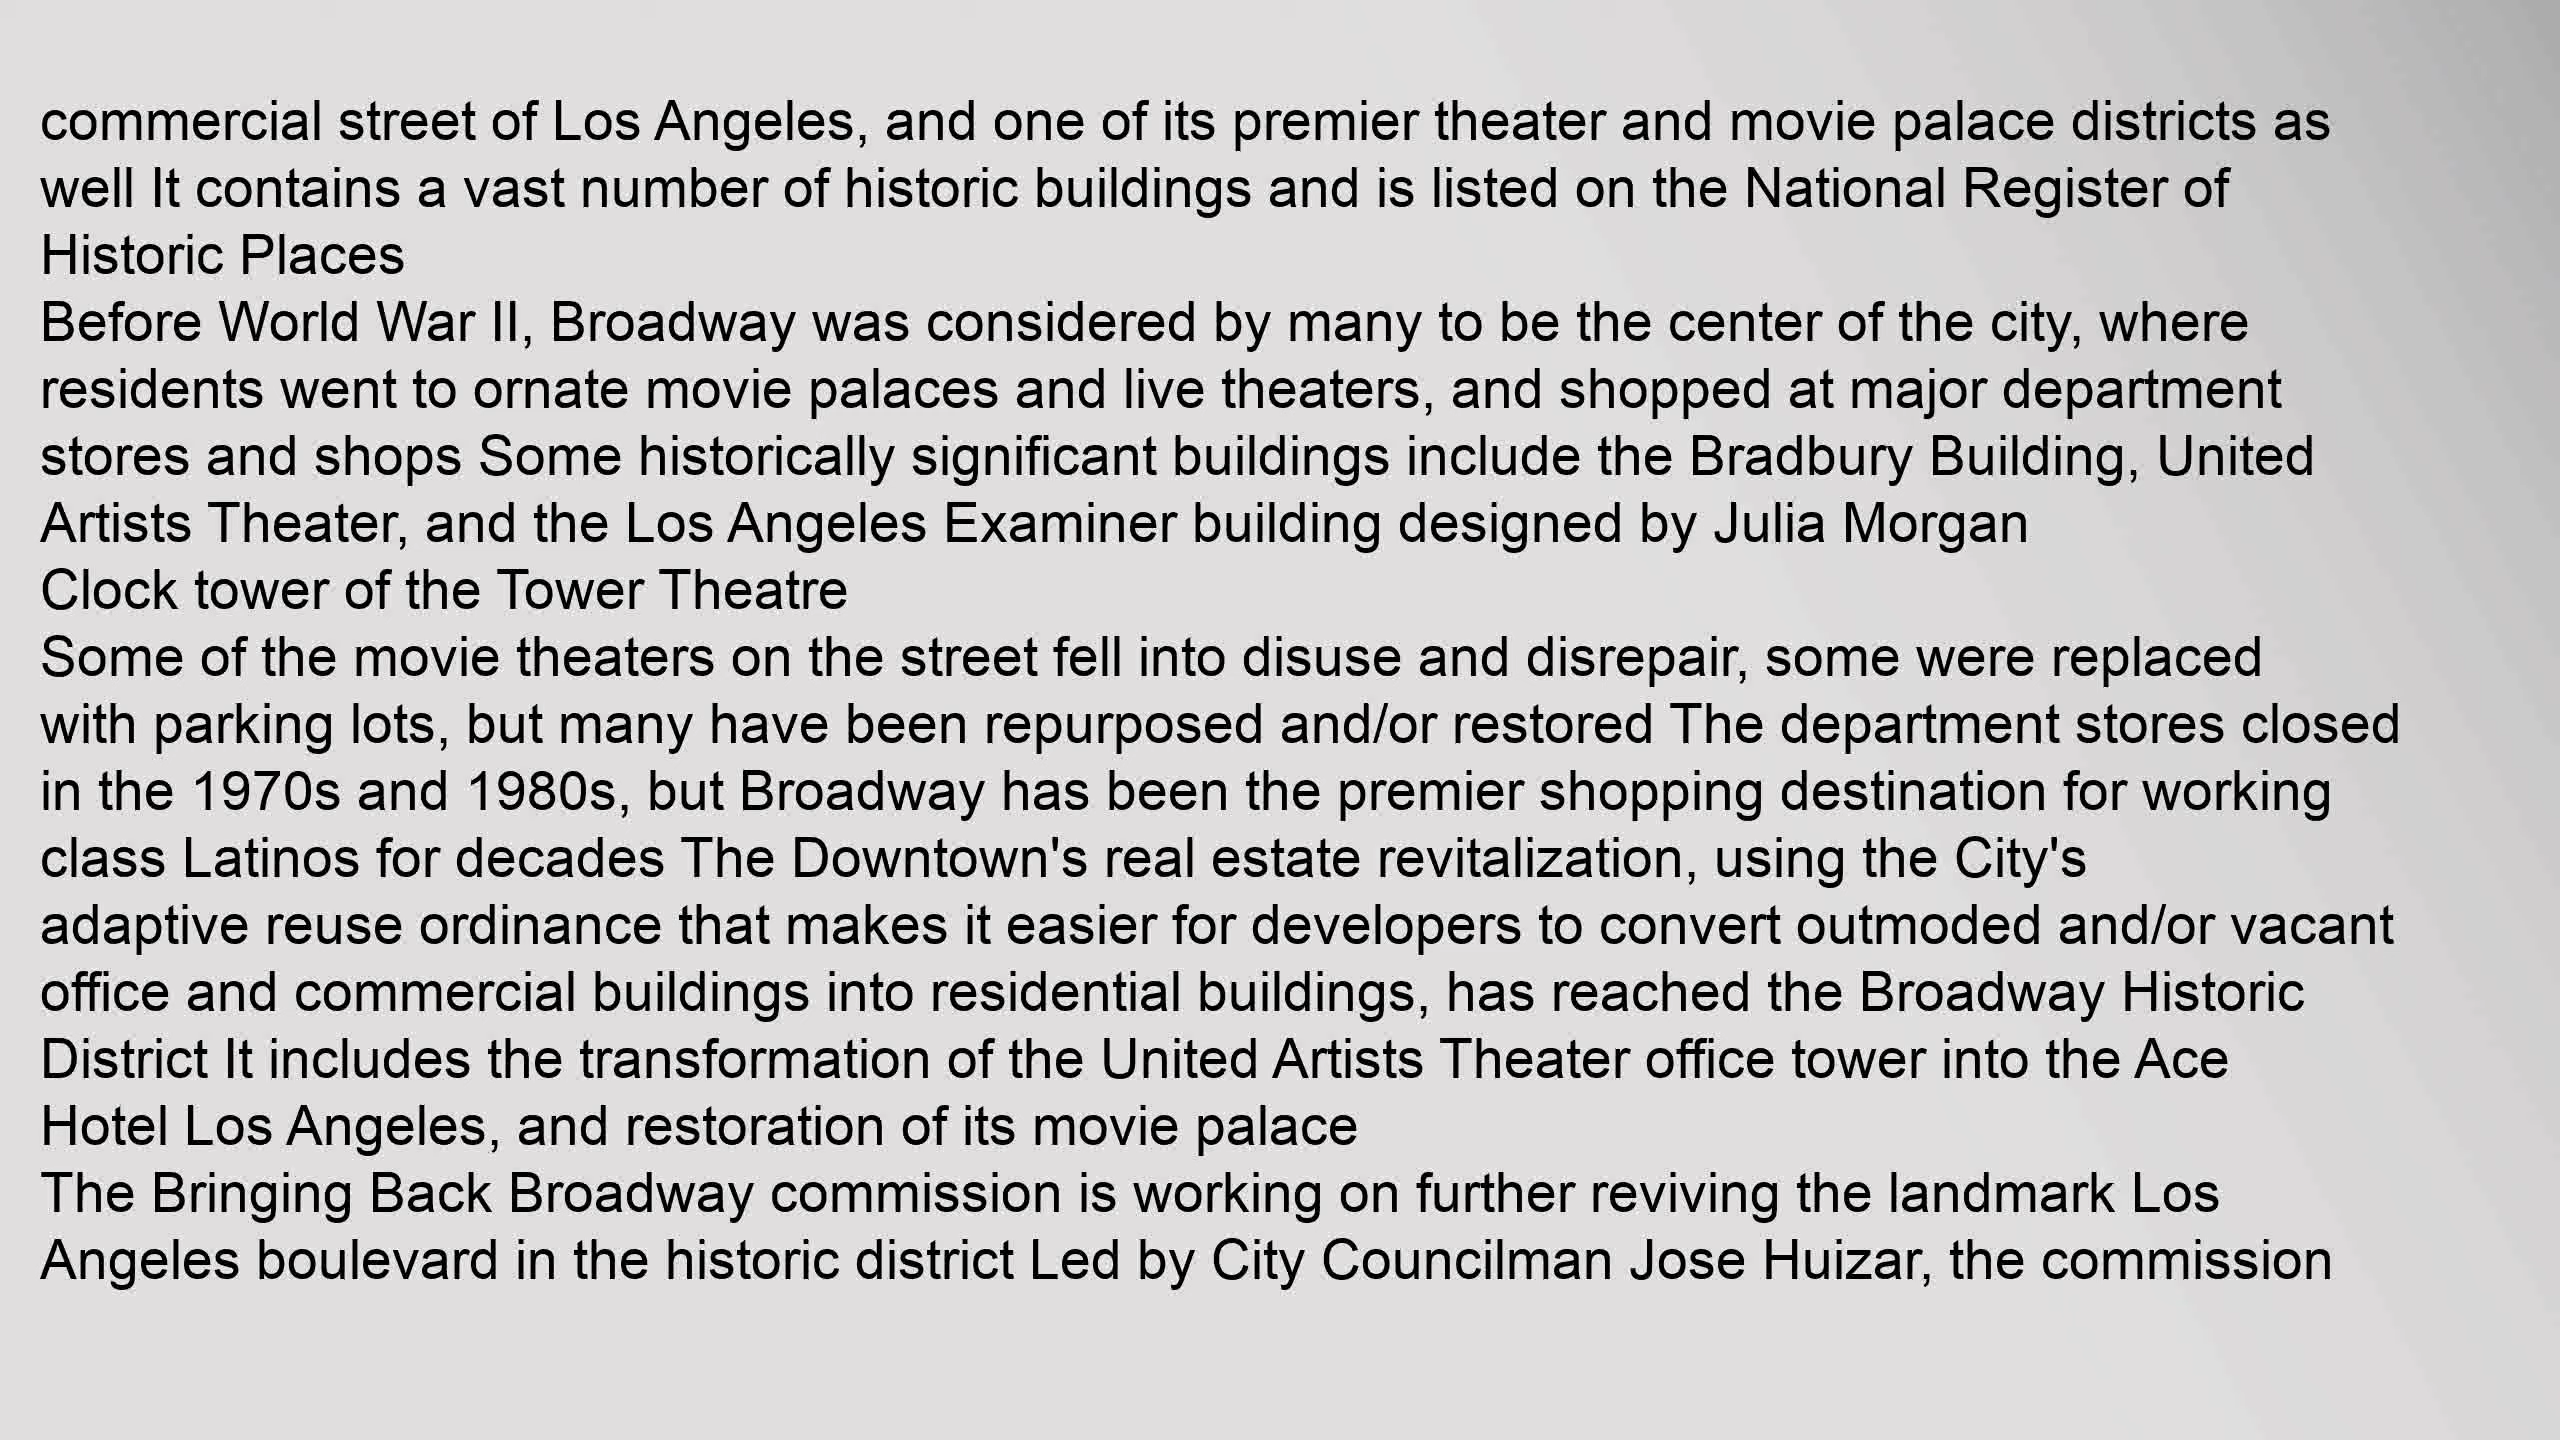 commercial street of Los Angeles, and one of its premier theater and movie palace districts as
well It contains a vast number of historic buildings and is listed on the National Register of
Historic Places
Before World War II, Broadway was considered by many to be the center of the city, where
residents went to ornate movie palaces and live theaters, and shopped at major department
stores and shops Some historically significant buildings include the Bradbury Building, United
Artists Theater, and the Los Angeles Examiner building designed by Julia Morgan
Clock tower of the Tower Theatre
Some of the movie theaters on the street fell into disuse and disrepair, some were replaced
with parking lots, but many have been repurposed and/or restored The department stores closed
in the 1970s and 1980s, but Broadway has been the premier shopping destination for working
class Latinos for decades The Downtown's real estate revitalization, using the City's
adaptive reuse ordinance that makes it easier for developers to convert outmoded and/or vacant
office and commercial buildings into residential buildings, has reached the Broadway Historic
District It includes the transformation of the United Artists Theater office tower into the Ace
Hotel Los Angeles, and restoration of its movie palace
The Bringing Back Broadway commission is working on further reviving the landmark Los
Angeles boulevard in the historic district Led by City Councilman Jose Huizar, the commission